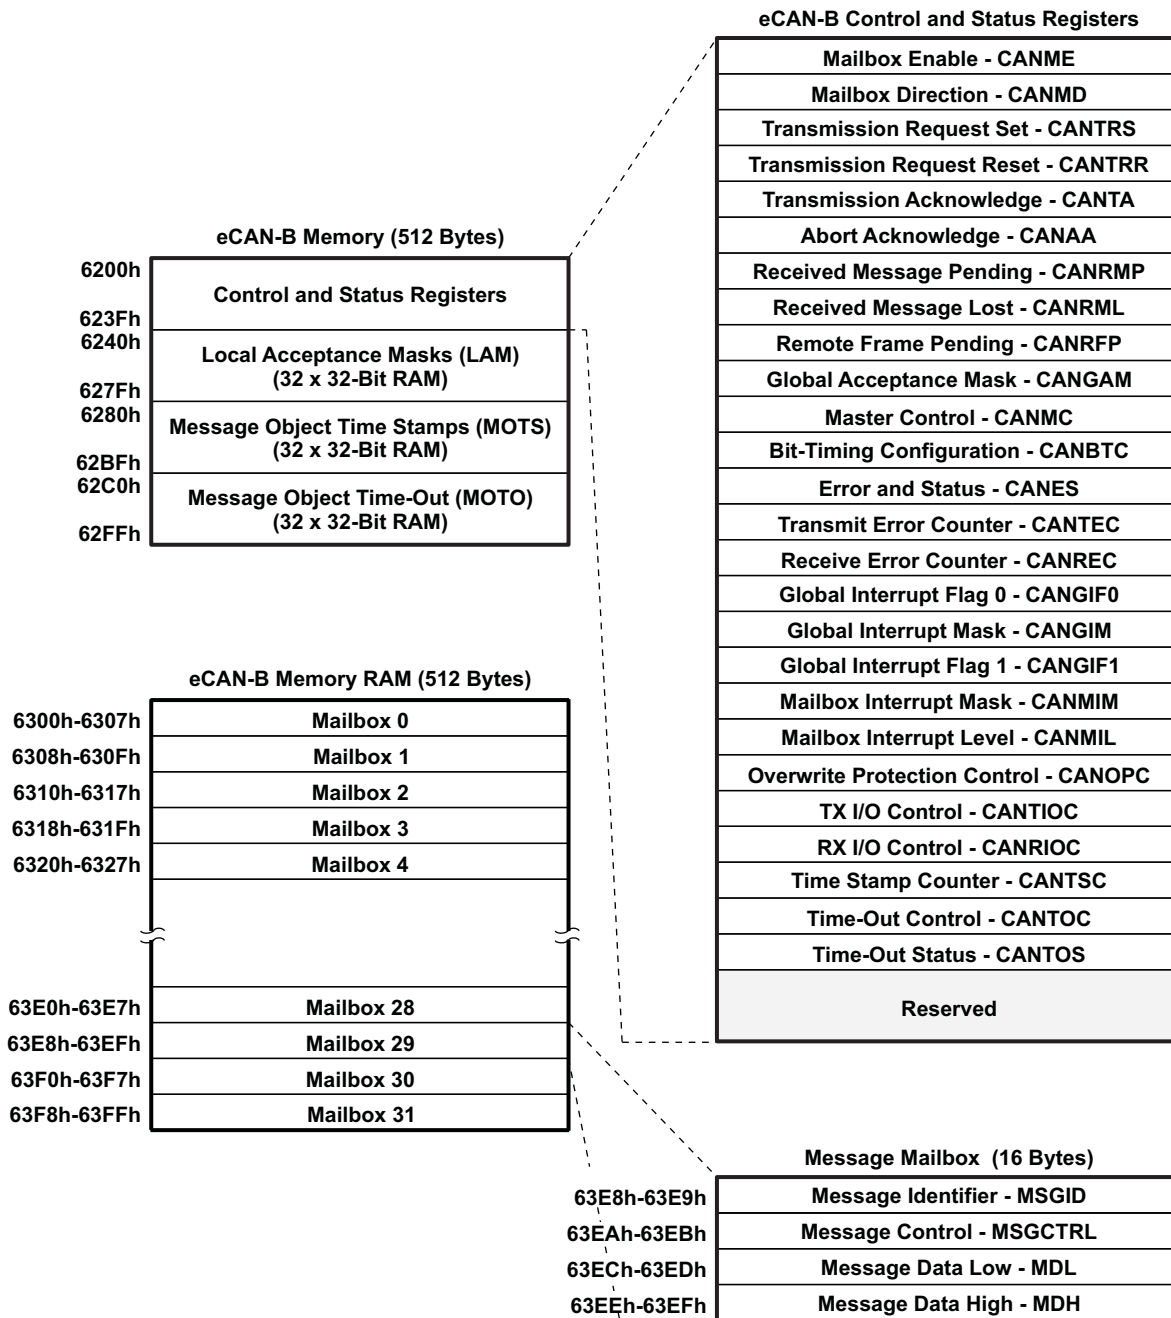 eCAN-B Control and Status Registers
Mailbox Enable - CANME
Mailbox Direction - CANMD
Transmission Request Set - CANTRS
Transmission Request Reset - CANTRR
Transmission Acknowledge - CANTA
Abort Acknowledge - CANAA
Received Message Pending - CANRMP
Received Message Lost - CANRML
Remote Frame Pending - CANRFP
Global Acceptance Mask - CANGAM
Master Control - CANMC
Bit-Timing Configuration - CANBTC
Error and Status - CANES
Transmit Error Counter - CANTEC
Receive Error Counter - CANREC
Global Interrupt Flag 0 - CANGIF0
Global Interrupt Mask - CANGIM
Global Interrupt Flag 1 - CANGIF1
Mailbox Interrupt Mask - CANMIM
Mailbox Interrupt Level - CANMIL
Overwrite Protection Control - CANOPC
TX I/O Control - CANTIOC
RX I/O Control - CANRIOC
Time Stamp Counter - CANTSC
Time-Out Control - CANTOC
Time-Out Status - CANTOS
Reserved
eCAN-B Memory (512 Bytes)
6200h
Control and Status Registers
623Fh
6240h
Local Acceptance Masks (LAM)
(32 x 32-Bit RAM)
627Fh
6280h
Message Object Time Stamps (MOTS)
(32 x 32-Bit RAM)
62BFh
62C0h
Message Object Time-Out (MOTO)
(32 x 32-Bit RAM)
62FFh
eCAN-B Memory RAM (512 Bytes)
6300h-6307h Mailbox 0
6308h-630Fh Mailbox 1
6310h-6317h Mailbox 2
6318h-631Fh Mailbox 3
6320h-6327h Mailbox 4
63E0h-63E7h Mailbox 28
63E8h-63EFh Mailbox 29
63F0h-63F7h Mailbox 30
63F8h-63FFh Mailbox 31
Message Mailbox (16 Bytes)
63E8h-63E9h Message Identifier - MSGID
63EAh-63EBh Message Control - MSGCTRL
63ECh-63EDh Message Data Low - MDL
63EEh-63EFh Message Data High - MDH